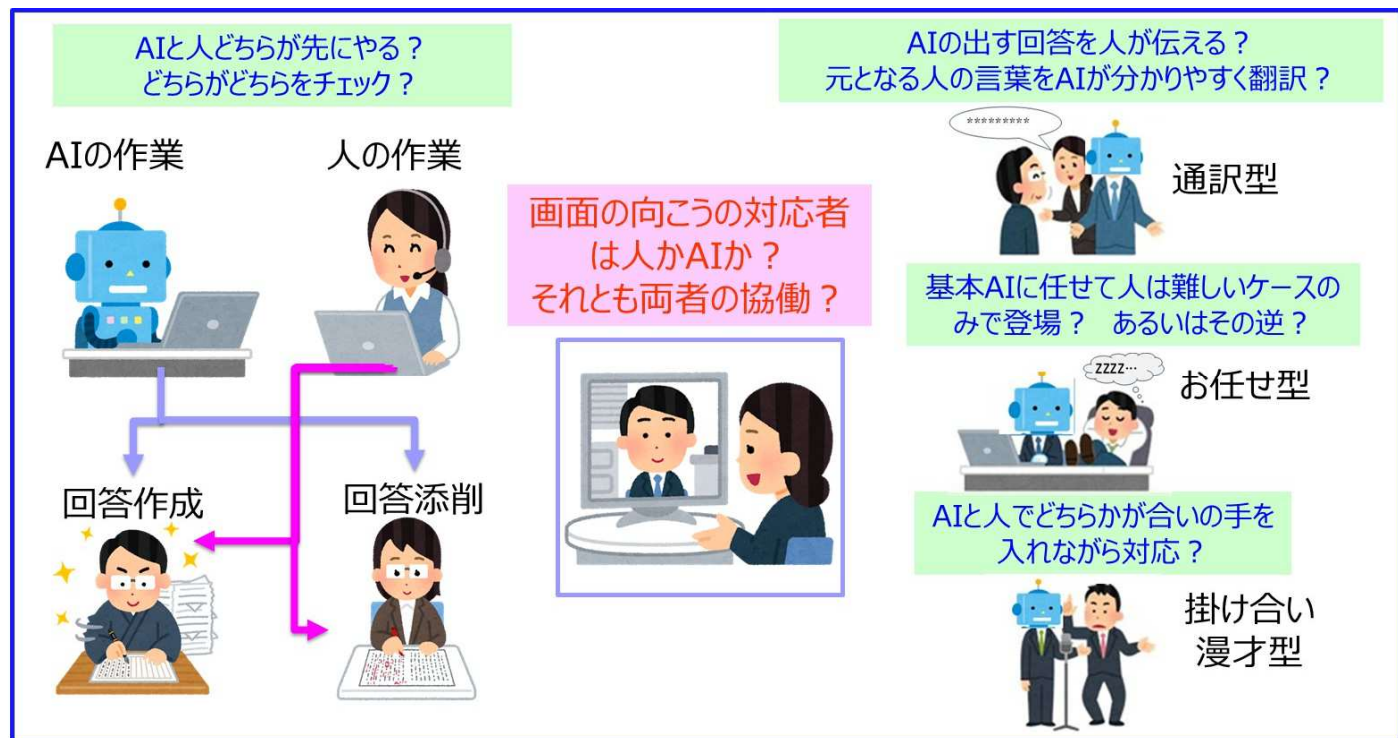 AIと人どちらが先にやる？
どちらがどちらをチェック？
AIの作業
人の作業
回答作成
回答添削
画面の向こうの対応者
は人かAIか？
それとも両者の協働？
AIの出す回答を人が伝える？
元となる人の言葉をAIが分かりやすく翻訳？
*********
通訳型
基本AIに任せて人は難しいケースの
みで登場？　あるいはその逆？
ZZZZ…
お任せ型
AIと人でどちらかが合いの手を
入れながら対応？
掛け合い
漫才型